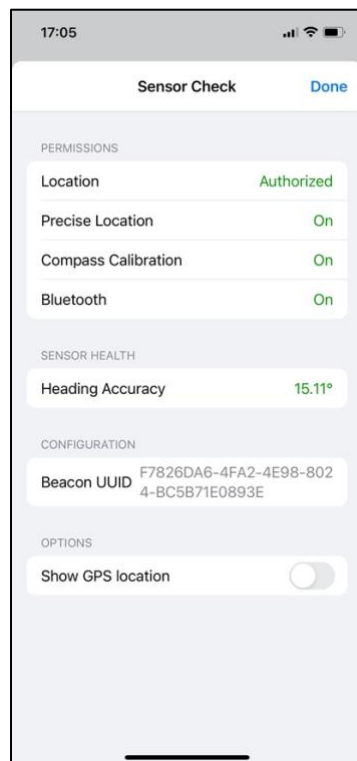 17:05
Sensor Check Done
PERMISSIONS
Location Authorized
Precise Location On
Compass Calibration On
Bluetooth On
SENSOR HEALTH
Heading Accuracy 15.11°
CONFIGURATION
Beacon UUID F7826DA6-4FA2-4E98-802
4-BC5B71E0893E
OPTIONS
Show GPS location